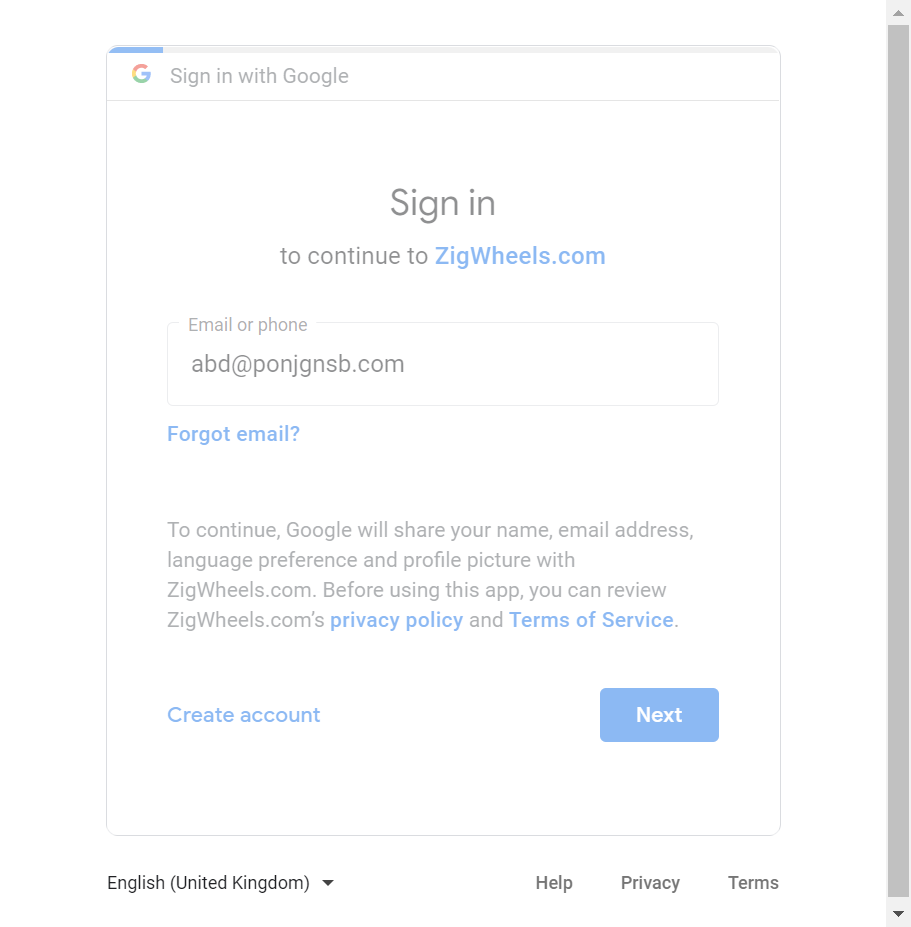 Sign in with Google
Sign in
to continue to ZigWheels.com
Email or phone
abd@ponjgnsb.com
Forgot email?
To continue, Google will share your name, email address,
language preference and profile picture with
ZigWheels.com. Before using this app, you can review
ZigWheels.com’s privacy policy and Terms of Service.
Create account
Next
English (United Kingdom)
Help
Privacy
Terms